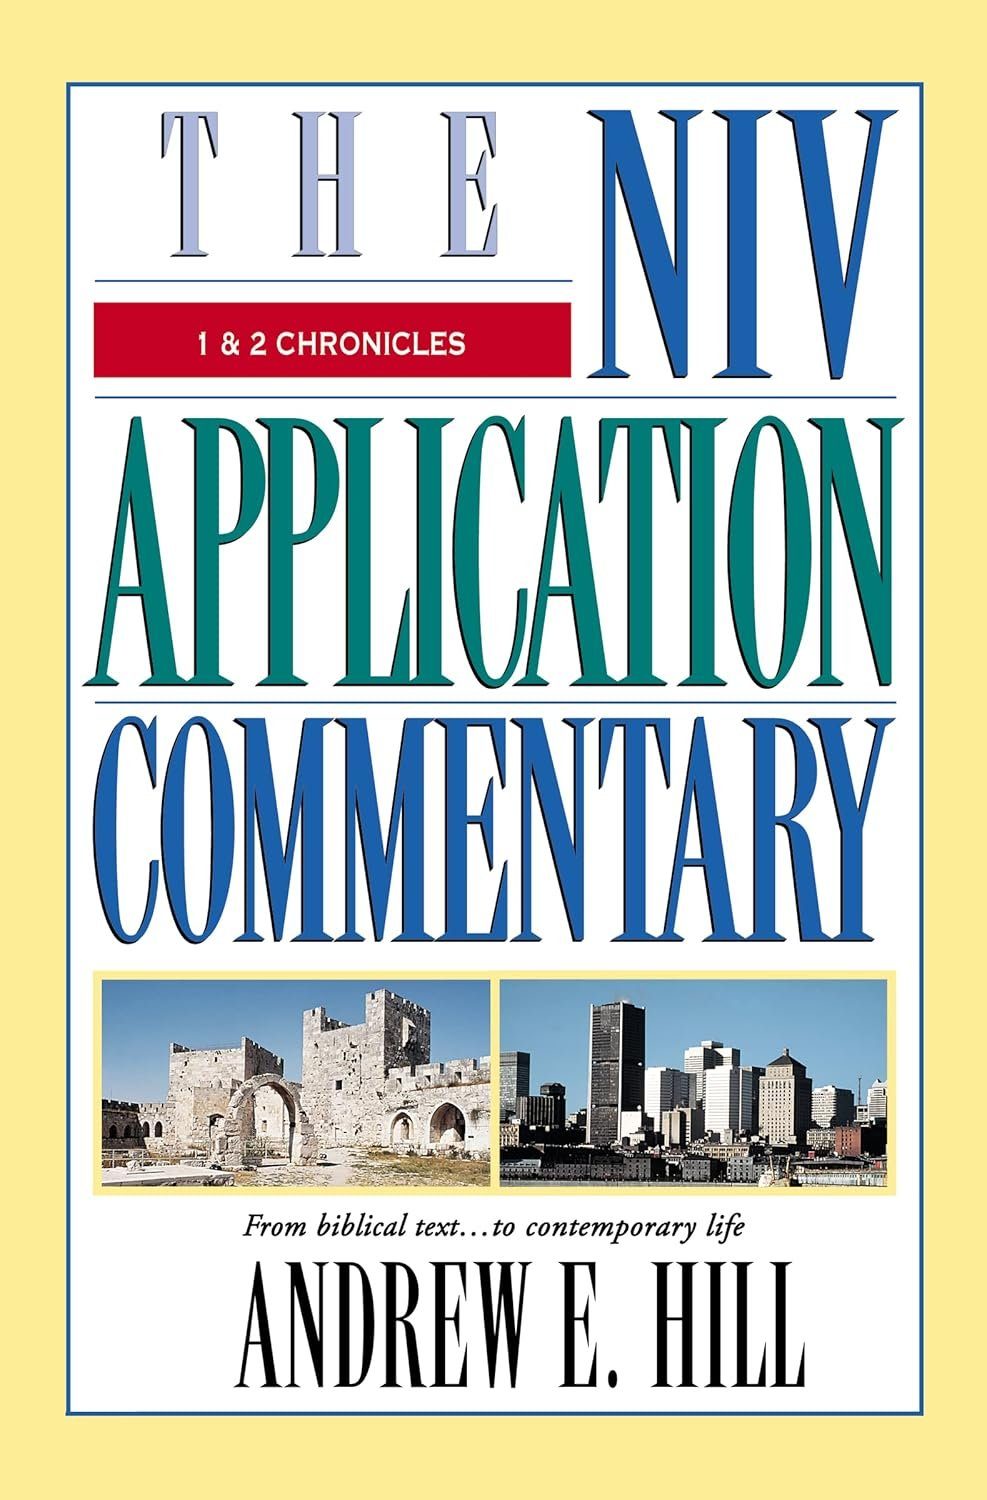 THE NIV
1 & 2 CHRONICLES
APPLICATION
COMMENTARY
From biblical text...to contemporary life
ANDREW E. HILL